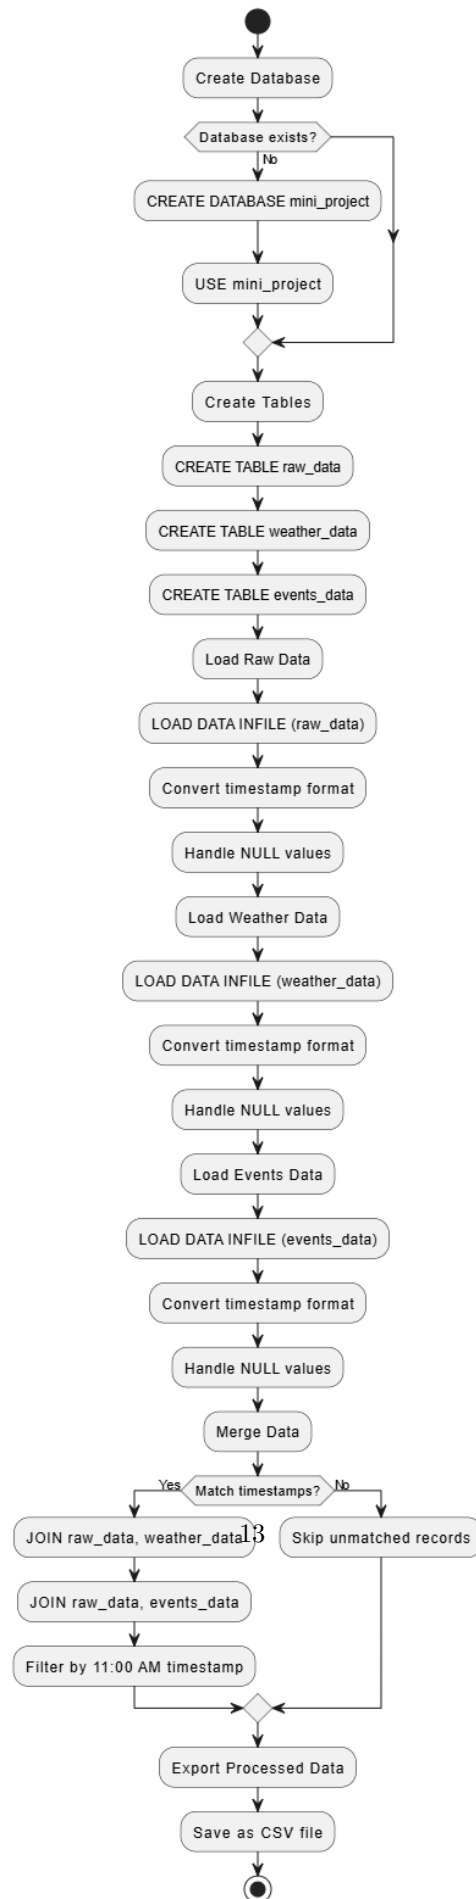 Create Database
Database exists?
No
CREATE DATABASE mini_project
USE mini_project
Create Tables
CREATE TABLE raw_data
CREATE TABLE weather_data
CREATE TABLE events_data
Load Raw Data
LOAD DATA INFILE (raw_data)
Convert timestamp format
Handle NULL values
Load Weather Data
LOAD DATA INFILE (weather_data)
Convert timestamp format
Handle NULL values
Load Events Data
LOAD DATA INFILE (events_data)
Convert timestamp format
Handle NULL values
Merge Data
Yes
Match timestamps?
No
JOIN raw_data, weather_data
13
Skip unmatched records
JOIN raw_data, events_data
Filter by 11:00 AM timestamp
Export Processed Data
Save as CSV file